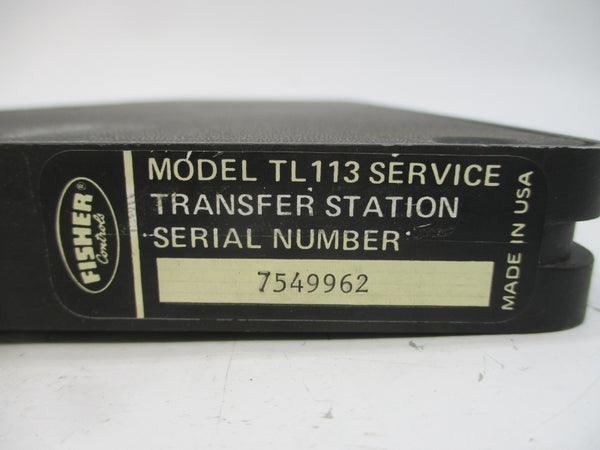 FISHER®
Controls
MODEL TL113 SERVICE
TRANSFER STATION
SERIAL NUMBER
7549962
MADE IN USA